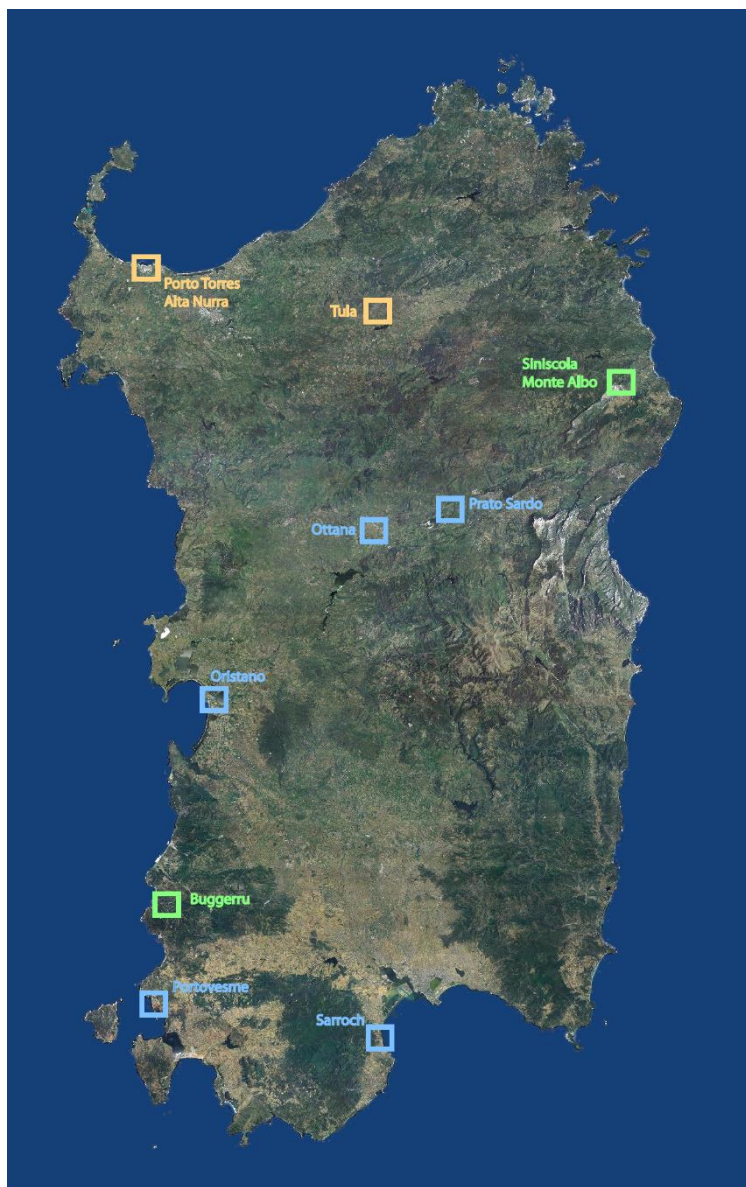 Porto Torres
Alta Nurra
Tula
Siniscola
Monte Albo
Prato Sardo
Ottana
Oristano
Buggerru
Portovesme
Sarroch